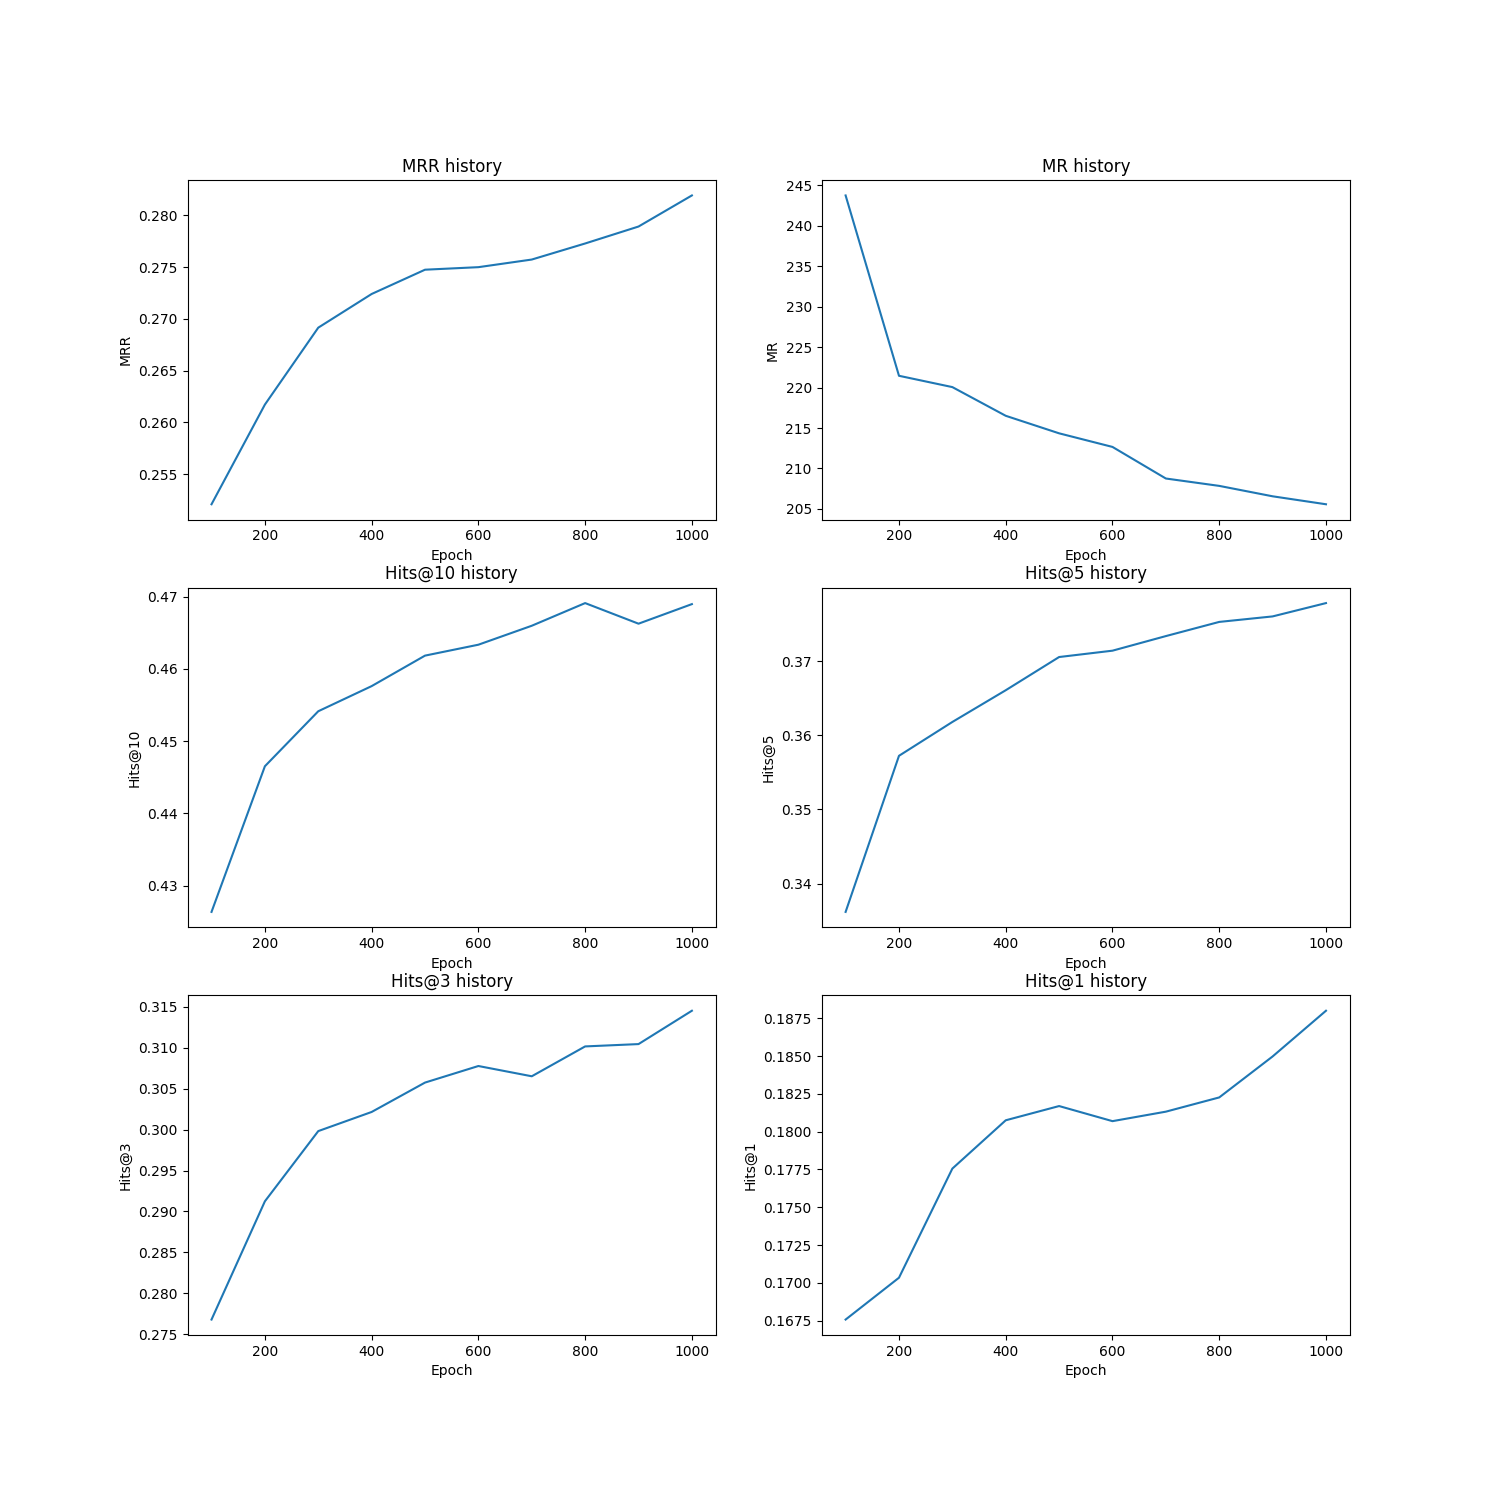 MRR history
0.280
0.275
0.270
0.265
0.260
0.255
MRR
200 400 600 800 1000
Epoch
MR history
245
240
235
230
225
220
215
210
205
MR
200 400 600 800 1000
Epoch
Hits@10 history
0.47
0.46
0.45
0.44
0.43
Hits@10
200 400 600 800 1000
Epoch
Hits@5 history
0.37
0.36
0.35
0.34
Hits@5
200 400 600 800 1000
Epoch
Hits@3 history
0.315
0.310
0.305
0.300
0.295
0.290
0.285
0.280
0.275
Hits@3
200 400 600 800 1000
Epoch
Hits@1 history
0.1875
0.1850
0.1825
0.1800
0.1775
0.1750
0.1725
0.1700
0.1675
Hits@1
200 400 600 800 1000
Epoch